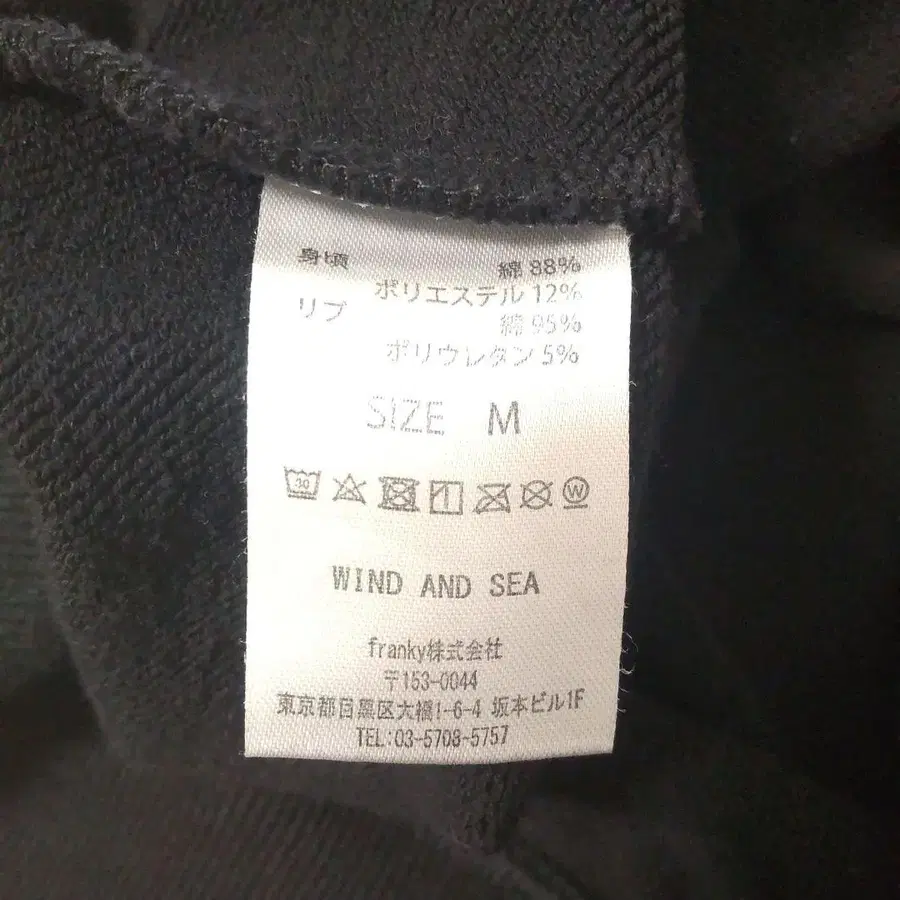 身頃 綿 88%
ポリエステル 12%
リブ 綿 95%
ポリウレタン 5%
SIZE M
30 W
WIND AND SEA
franky株式会社
〒153-0044
東京都目黒区大橋1-6-4 坂本ビル1F
TEL:03-5708-5757